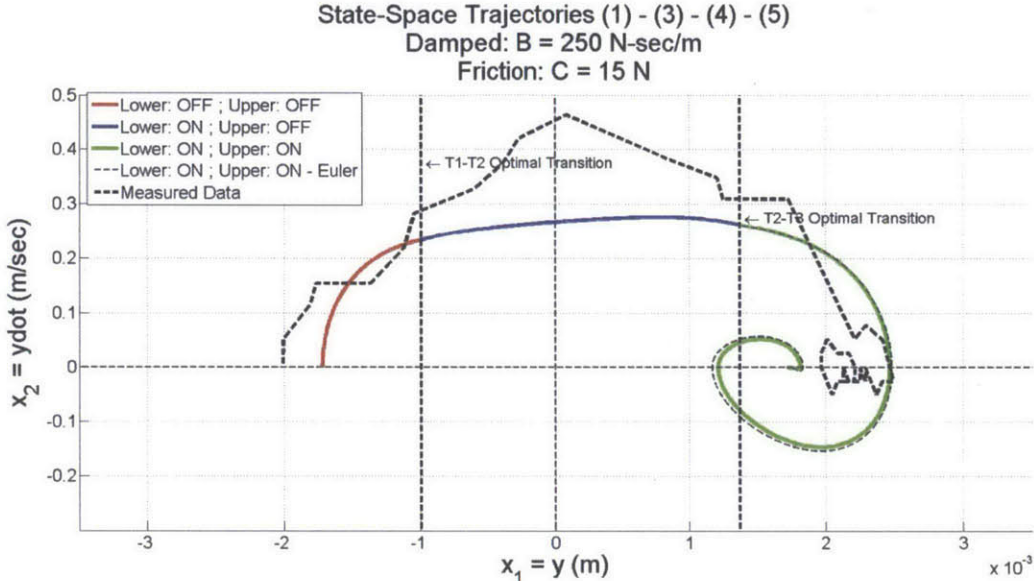 State-Space Trajectories (1) - (3) - (4) - (5)
Damped: B = 250 N-sec/m
Friction: C = 15 N
Lower: OFF ; Upper: OFF
Lower: ON ; Upper: OFF
Lower: ON ; Upper: ON
Lower: ON ; Upper: ON - Euler
Measured Data
← T1-T2 Optimal Transition
← T2-T3 Optimal Transition
0.5
0.4
0.3
0.2
0.1
0
-0.1
-0.2
x₂ = ydot (m/sec)
-3 -2 -1 0 1 2 3
x₁ = y (m)
x 10⁻³